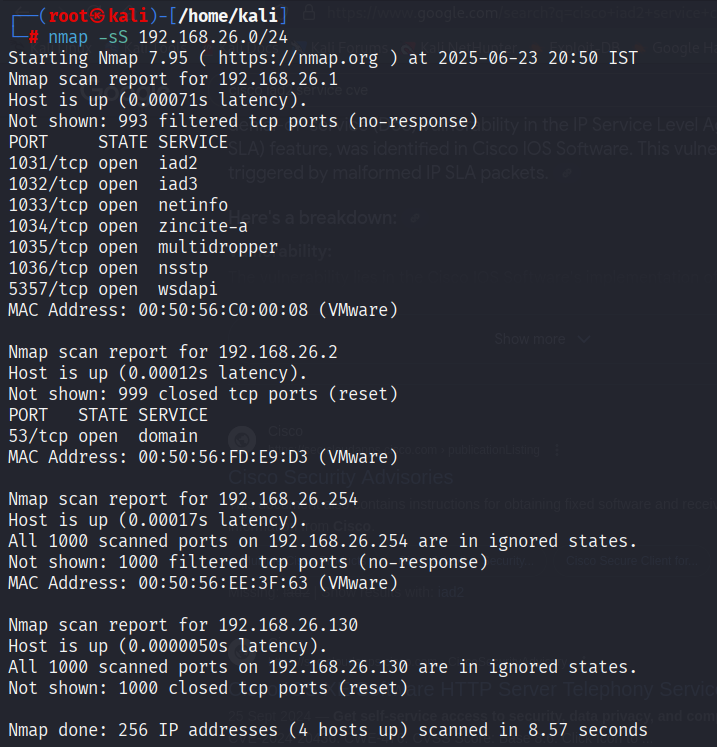 ┌──(root㉿kali)-[/home/kali]
└─# nmap -sS 192.168.26.0/24
Starting Nmap 7.95 ( https://nmap.org ) at 2025-06-23 20:50 IST
Nmap scan report for 192.168.26.1
Host is up (0.00071s latency).
Not shown: 993 filtered tcp ports (no-response)
PORT     STATE SERVICE
1031/tcp open  iad2
1032/tcp open  iad3
1033/tcp open  netinfo
1034/tcp open  zincite-a
1035/tcp open  multidropper
1036/tcp open  nsstp
5357/tcp open  wsdapi
MAC Address: 00:50:56:C0:00:08 (VMware)

Nmap scan report for 192.168.26.2
Host is up (0.00012s latency).
Not shown: 999 closed tcp ports (reset)
PORT   STATE SERVICE
53/tcp open  domain
MAC Address: 00:50:56:FD:E9:D3 (VMware)

Nmap scan report for 192.168.26.254
Host is up (0.00017s latency).
All 1000 scanned ports on 192.168.26.254 are in ignored states.
Not shown: 1000 filtered tcp ports (no-response)
MAC Address: 00:50:56:EE:3F:63 (VMware)

Nmap scan report for 192.168.26.130
Host is up (0.0000050s latency).
All 1000 scanned ports on 192.168.26.130 are in ignored states.
Not shown: 1000 closed tcp ports (reset)

Nmap done: 256 IP addresses (4 hosts up) scanned in 8.57 seconds
Here's a breakdown:
Show more
Cisco
Cisco Security Advisories